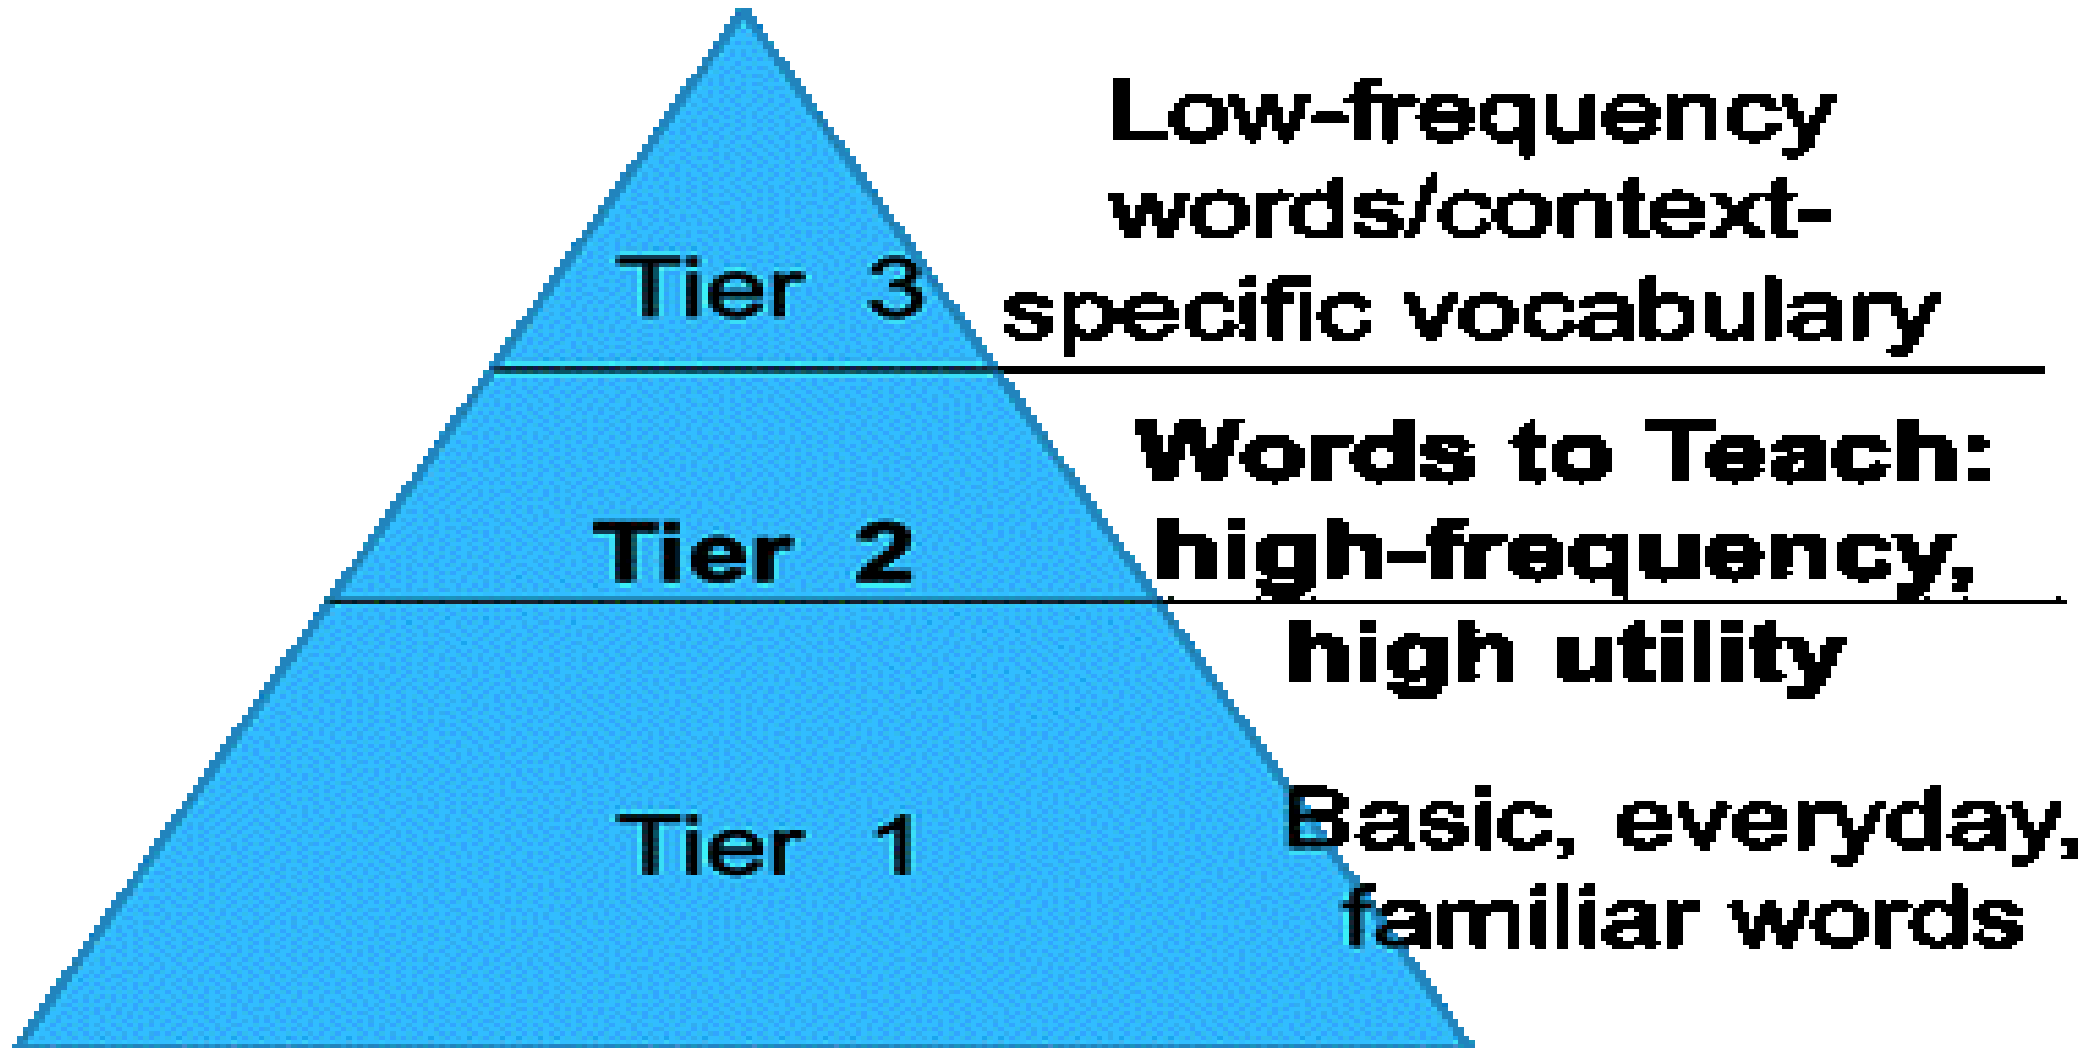 Low-frequency
words/context-
specific vocabulary
Tier 3
Words to Teach:
high-frequency,
high utility
Tier 2
Basic, everyday,
familiar words
Tier 1